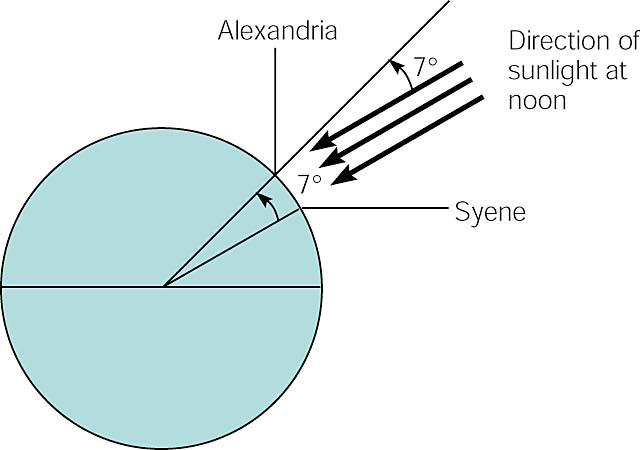 Alexandria
7°
Direction of
sunlight at
noon
7°
Syene